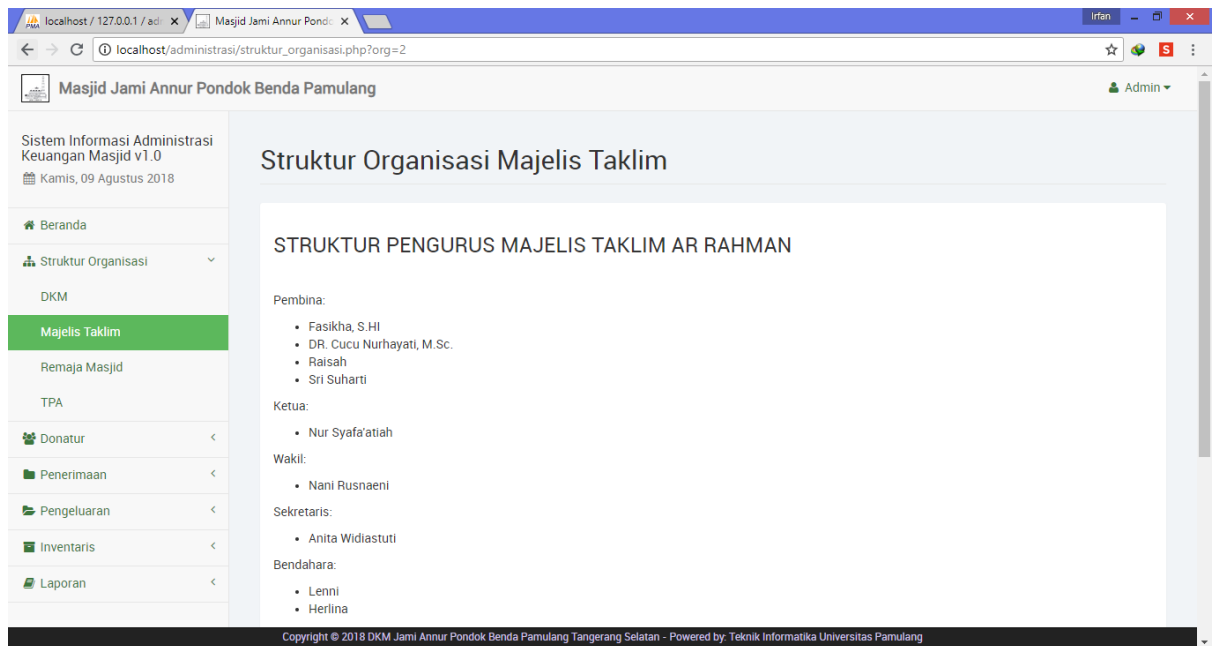 localhost / 127.0.0.1 / ad
Masjid Jami Annur Pond
Irfan
localhost/administrasi/struktur_organisasi.php?org=2
Masjid Jami Annur Pondok Benda Pamulang
Admin
Sistem Informasi Administrasi
Keuangan Masjid v1.0
Kamis, 09 Agustus 2018
Beranda
Struktur Organisasi
DKM
Majelis Taklim
Remaja Masjid
TPA
Donatur
Penerimaan
Pengeluaran
Inventaris
Laporan
Struktur Organisasi Majelis Taklim
STRUKTUR PENGURUS MAJELIS TAKLIM AR RAHMAN
Pembina:
• Fasikha, S.HI
• DR. Cucu Nurhayati, M.Sc.
• Raisah
• Sri Suharti
Ketua:
• Nur Syafa'atiah
Wakil:
• Nani Rusnaeni
Sekretaris:
• Anita Widiastuti
Bendahara:
• Lenni
• Herlina
Copyright © 2018 DKM Jami Annur Pondok Benda Pamulang Tangerang Selatan - Powered by: Teknik Informatika Universitas Pamulang